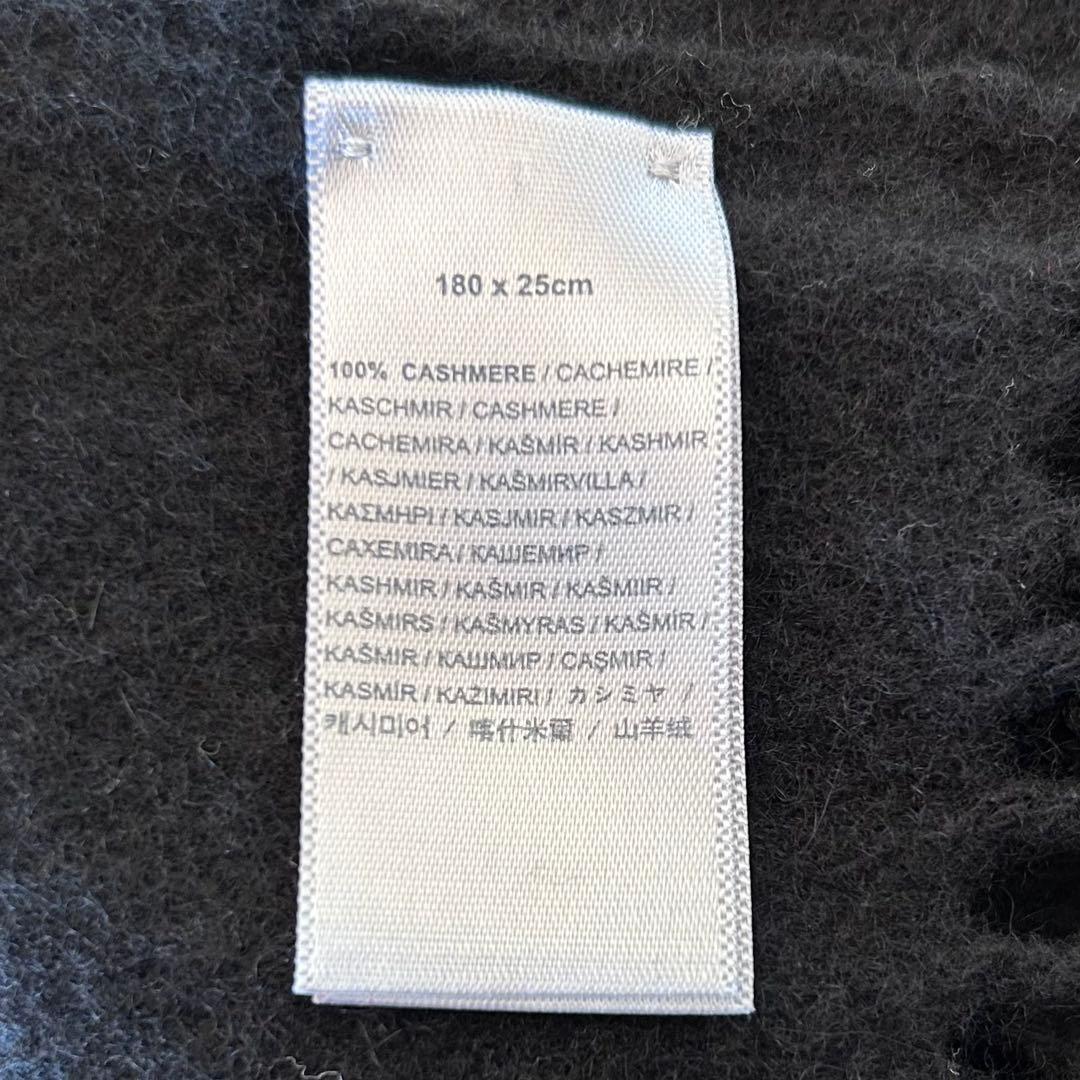 180 x 25cm
100% CASHMERE / CACHEMIRE /
KASCHMIR / CASHMERE /
CACHEMIRA / KAŠMÍR / KASHMIR
/ KASJMIER / KAŠMIRVILLA /
ΚΑΣΜΗΡΙ / KASJMIR / KASZMIR /
CAXEMIRA / КАШЕМИР /
KASHMIR / KAŠMIR / KAŠMIIR /
KAŠMIRS / KAŠMYRAS / KAŠMÍR /
KAŠMIR / КАШМИР / CAŞMIR /
KASMÍR / KAZIMIRI / カシミヤ /
캐시미어 / 喀什米爾 / 山羊绒